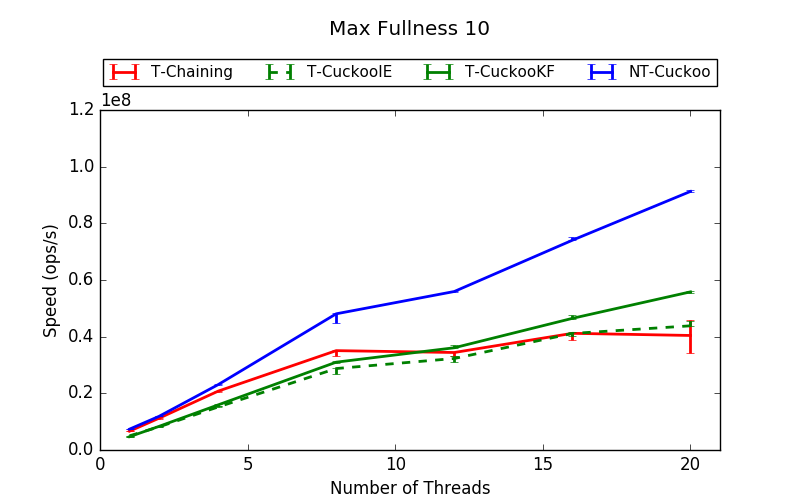 Max Fullness 10
T-Chaining T-CuckooIE T-CuckooKF NT-Cuckoo
1e8
1.2
1.0
0.8
0.6
0.4
0.2
0.0
Speed (ops/s)
0 5 10 15 20
Number of Threads